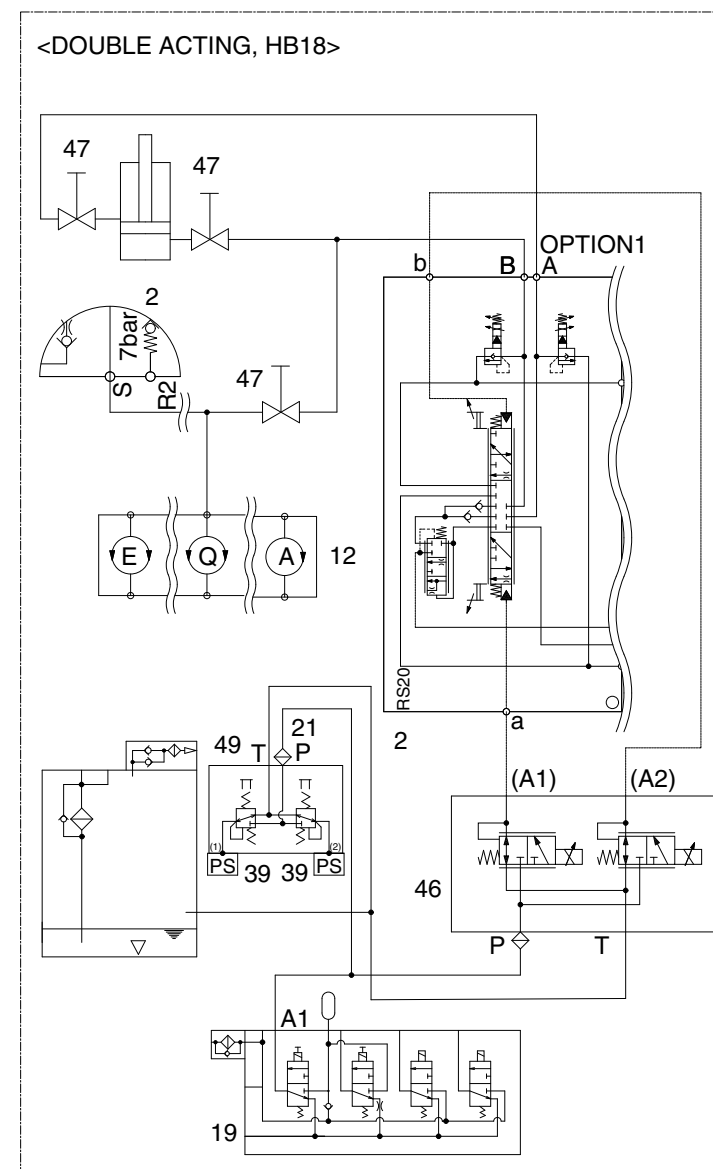 <DOUBLE ACTING, HB18>
47
47
OPTION1
b
B
A
2
7bar
S
R2
47
E
Q
A
12
RS20
a
2
49
T
21
P
(A1)
(A2)
(1)
(2)
PS
39
39
PS
46
P
T
A1
19